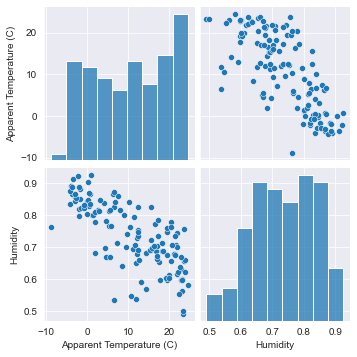 Apparent Temperature (C)
20
10
0
−10
Humidity
0.9
0.8
0.7
0.6
0.5
−10 0 10 20
Apparent Temperature (C)
0.5 0.6 0.7 0.8 0.9
Humidity